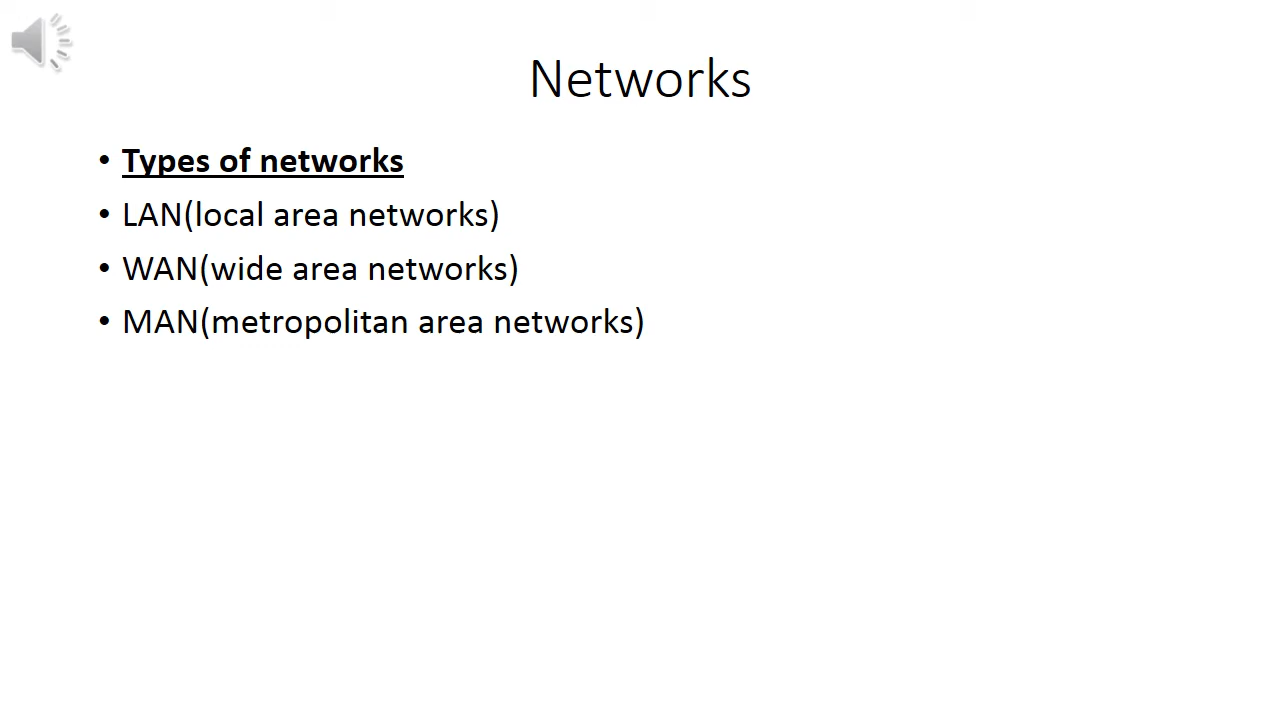 Networks
• Types of networks
• LAN(local area networks)
• WAN(wide area networks)
• MAN(metropolitan area networks)